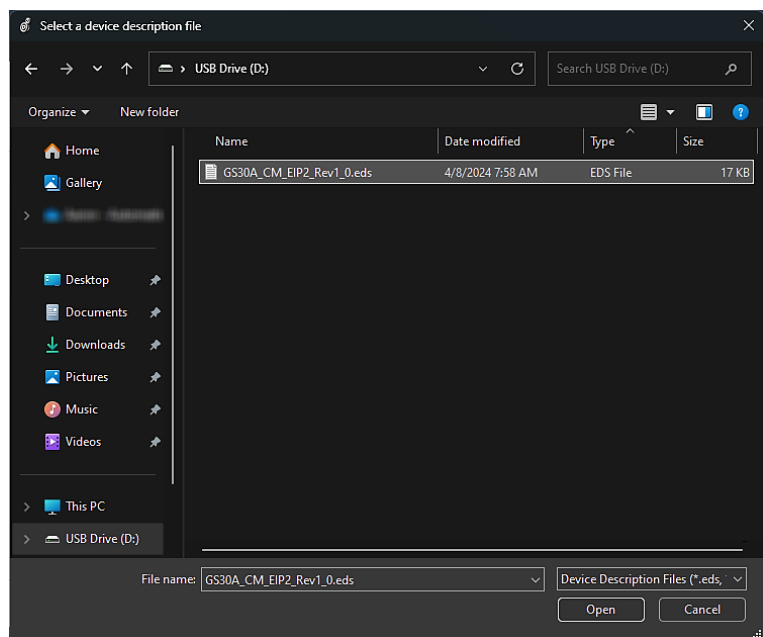 Select a device description file
USB Drive (D:)
Search USB Drive (D:)
Organize
New folder
Name
Date modified
Type
Size
GS30A_CM_EIP2_Rev1_0.eds
4/8/2024 7:58 AM
EDS File
17 KB
Home
Gallery
Desktop
Documents
Downloads
Pictures
Music
Videos
This PC
USB Drive (D:)
File name:
GS30A_CM_EIP2_Rev1_0.eds
Device Description Files (*.eds,
Open
Cancel